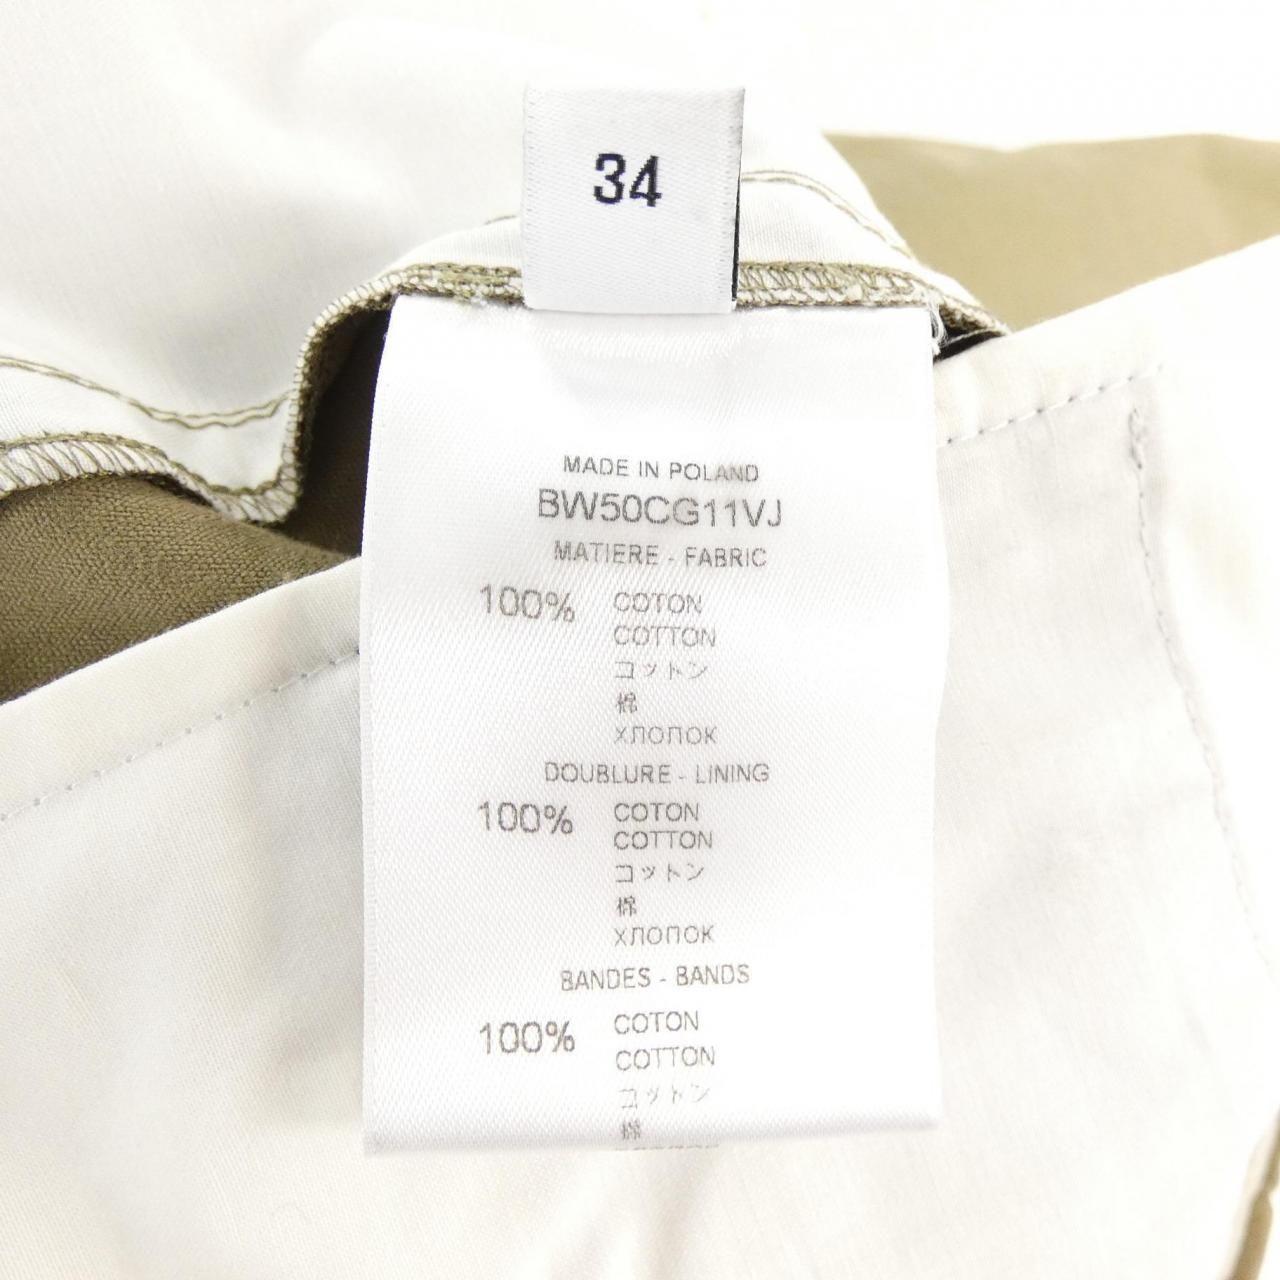 34
MADE IN POLAND
BW50CG11VJ
MATIERE - FABRIC
100% COTON
COTTON
コットン
棉
ХЛОПОК
DOUBLURE - LINING
100% COTON
COTTON
コットン
棉
ХЛОПОК
BANDES - BANDS
100% COTON
COTTON
コットン
棉